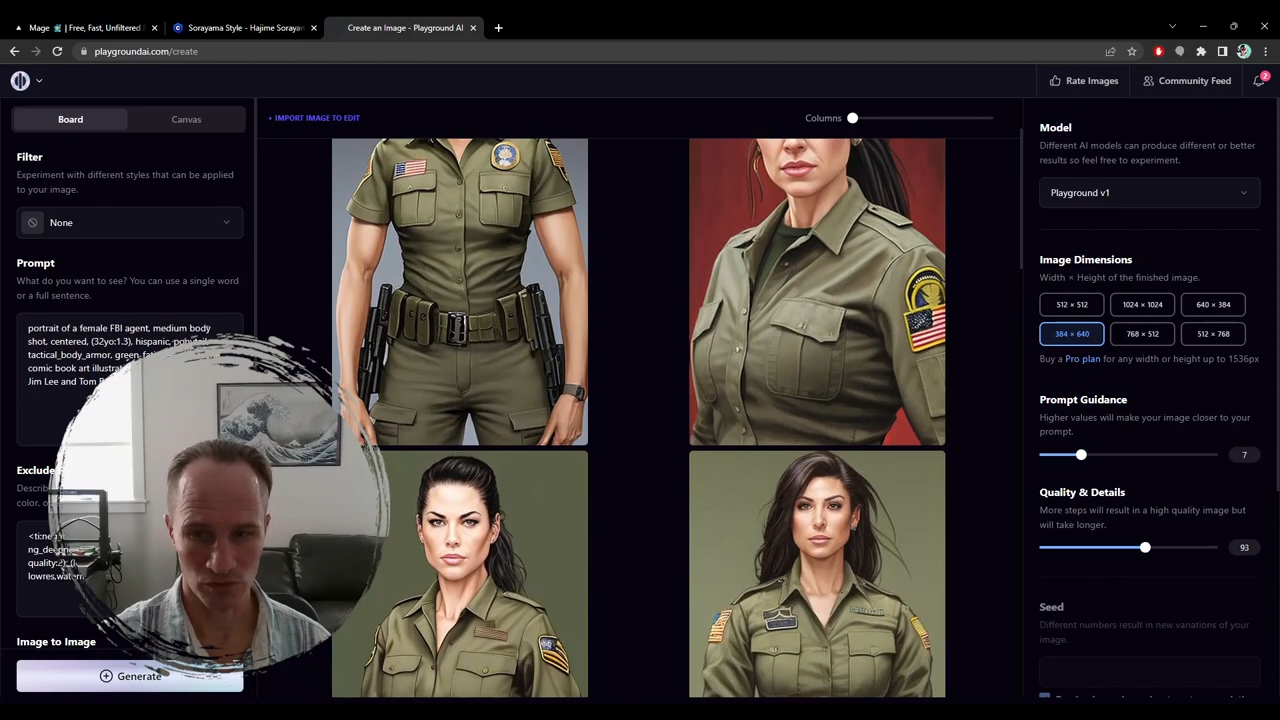 Mage | Free, Fast, Unfiltered
Sorayama Style - Hajime Sorayam
Create an Image - Playground AI
playgroundai.com/create
Rate Images
Community Feed
2
Board
Canvas
+ IMPORT IMAGE TO EDIT
Columns
Filter
Experiment with different styles that can be applied
to your image.
None
Prompt
What do you want to see? You can use a single word
or a full sentence.
portrait of a female FBI agent, medium body
shot, centered, (32yo:1.3), hispanic, ponytail,
tactical_body_armor, green
comic book art
Jim Lee and Tom
Exclude
color, o
lowres,
Image to Image
Generate
Model
Different AI models can produce different or better
results so feel free to experiment.
Playground v1
Image Dimensions
Width × Height of the finished image.
512 × 512
1024 × 1024
640 × 384
384 × 640
768 × 512
512 × 768
Buy a Pro plan for any width or height up to 1536px
Prompt Guidance
Higher values will make your image closer to your
prompt.
7
Quality & Details
More steps will result in a high quality image but
will take longer.
93
Seed
Different numbers result in new variations of your
image.